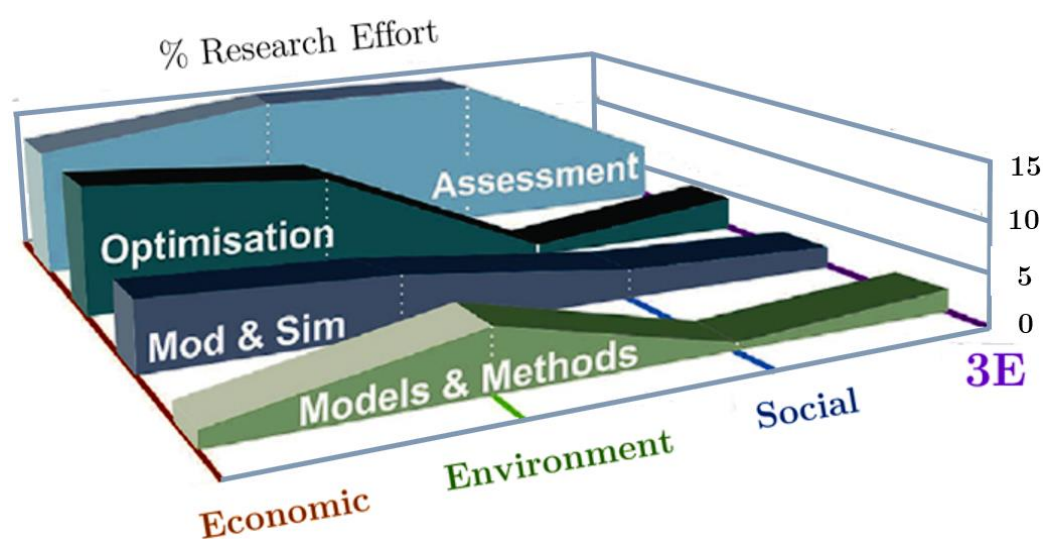 % Research Effort
Assessment
Optimisation
Mod & Sim
Models & Methods
15
10
5
0
3E
Social
Environment
Economic